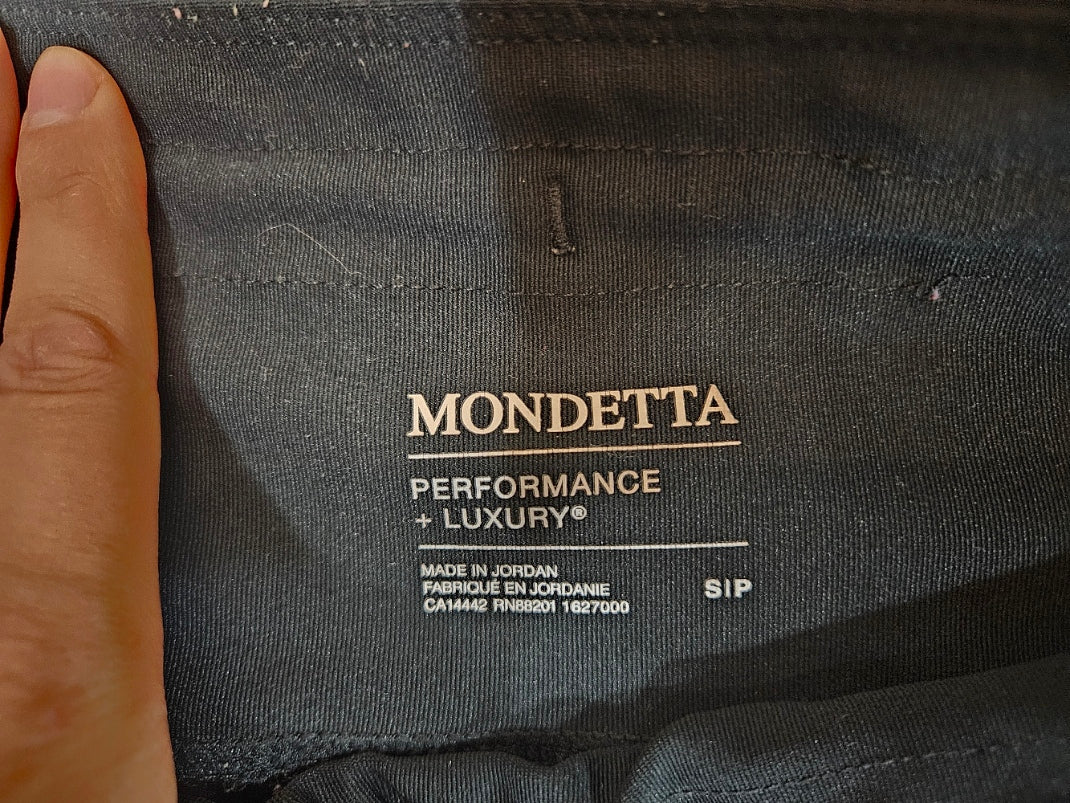 MONDETTA
PERFORMANCE
+ LUXURY®
MADE IN JORDAN
FABRIQUÉ EN JORDANIE
CA14442 RN88201 1627000
S|P